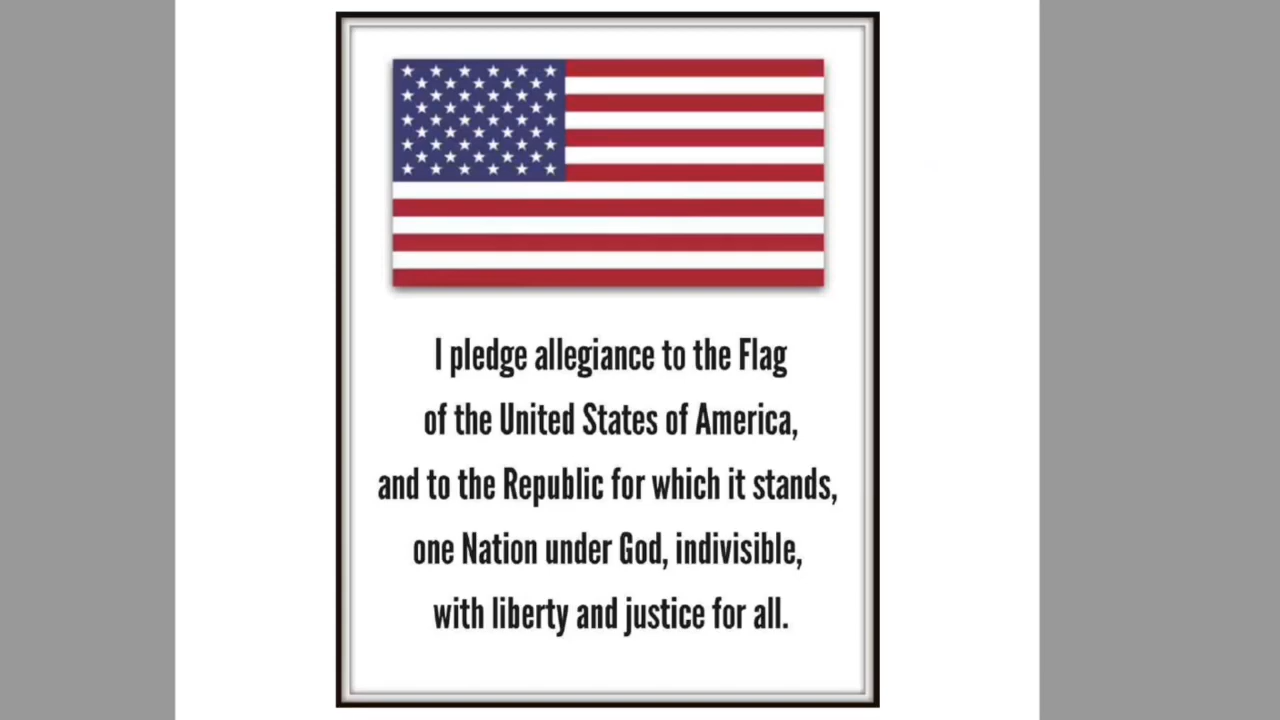 I pledge allegiance to the Flag
of the United States of America,
and to the Republic for which it stands,
one Nation under God, indivisible,
with liberty and justice for all.